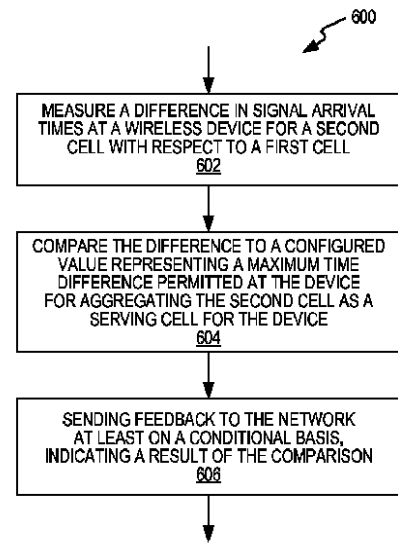 600
MEASURE A DIFFERENCE IN SIGNAL ARRIVAL
TIMES AT A WIRELESS DEVICE FOR A SECOND
CELL WITH RESPECT TO A FIRST CELL
602
COMPARE THE DIFFERENCE TO A CONFIGURED
VALUE REPRESENTING A MAXIMUM TIME
DIFFERENCE PERMITTED AT THE DEVICE
FOR AGGREGATING THE SECOND CELL AS A
SERVING CELL FOR THE DEVICE
604
SENDING FEEDBACK TO THE NETWORK
AT LEAST ON A CONDITIONAL BASIS,
INDICATING A RESULT OF THE COMPARISON
606